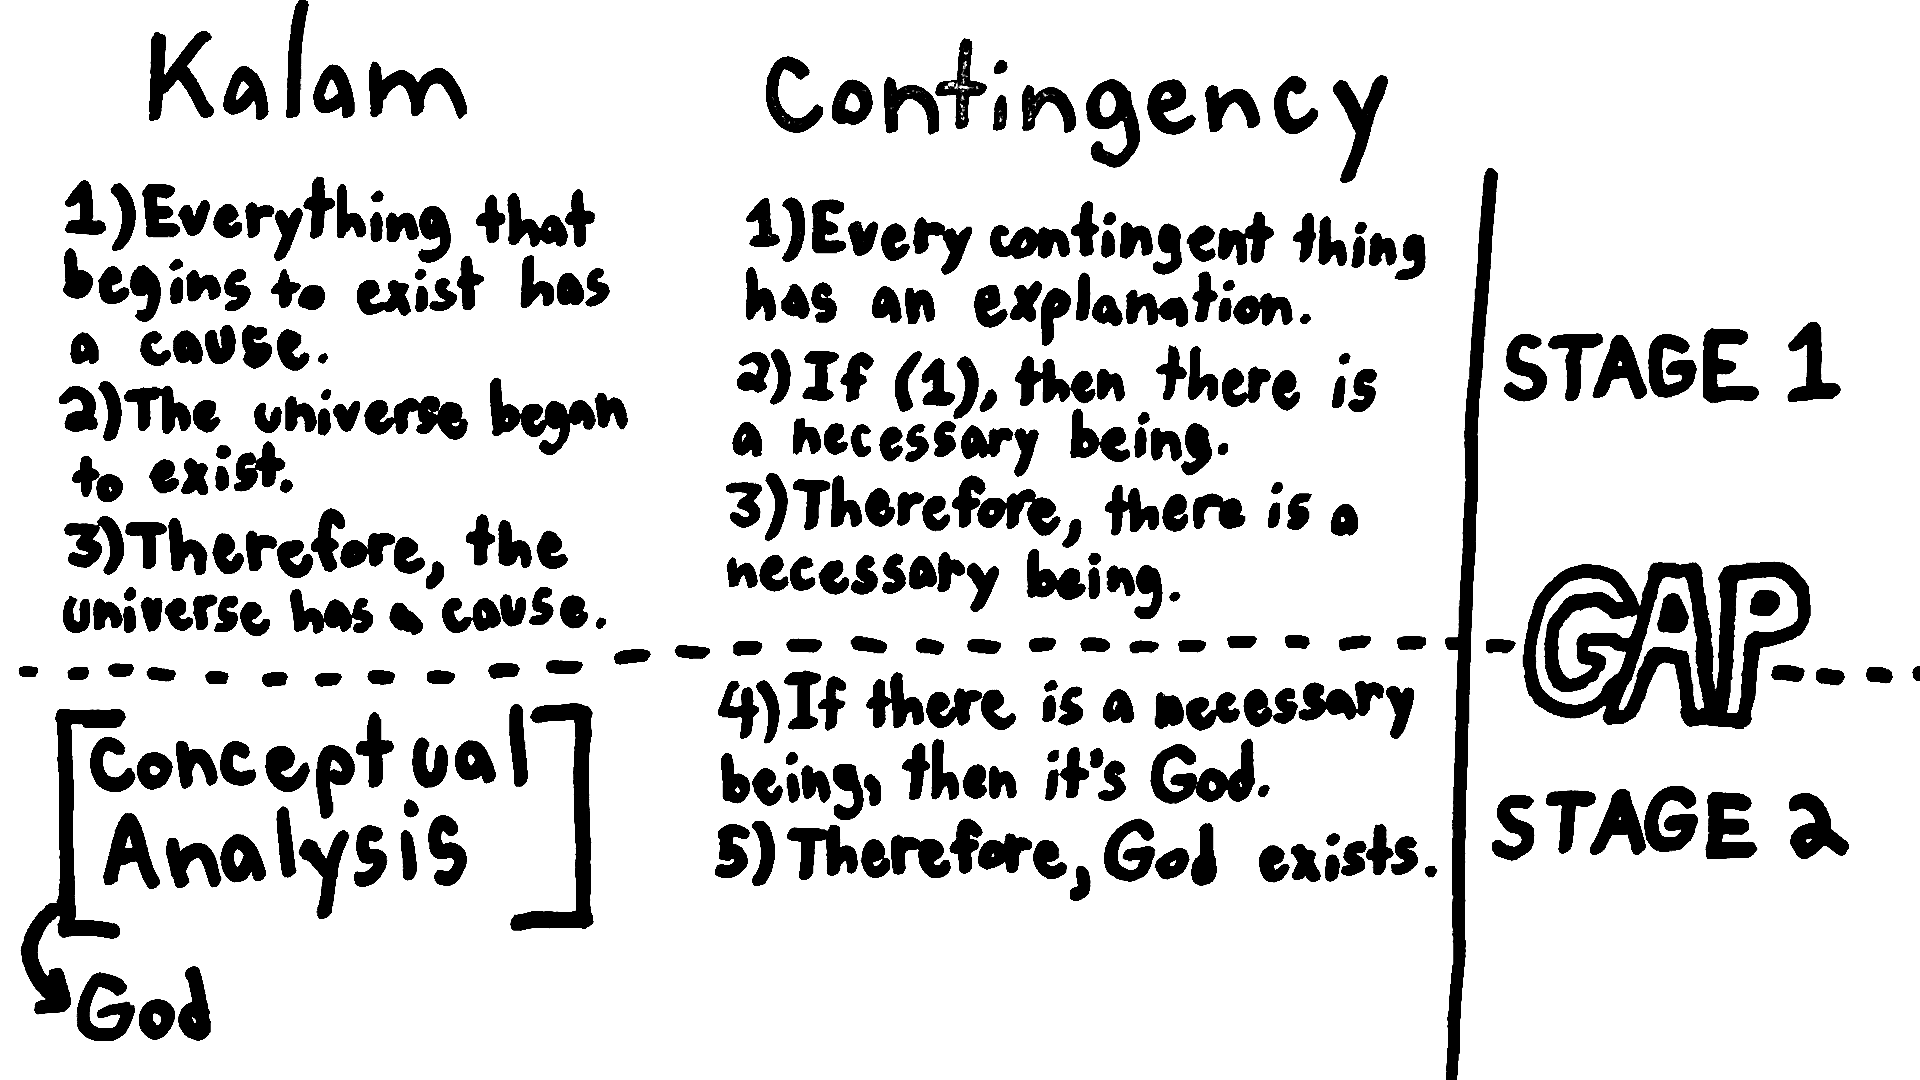 Kalam
1) Everything that
begins to exist has
a cause.
2) The universe began
to exist.
3) Therefore, the
universe has a cause.
Conceptual
Analysis
God
Contingency
1) Every contingent thing
has an explanation.
2) If (1), then there is
a necessary being.
3) Therefore, there is a
necessary being.
4) If there is a necessary
being, then it's God.
5) Therefore, God exists.
STAGE 1
GAP
STAGE 2